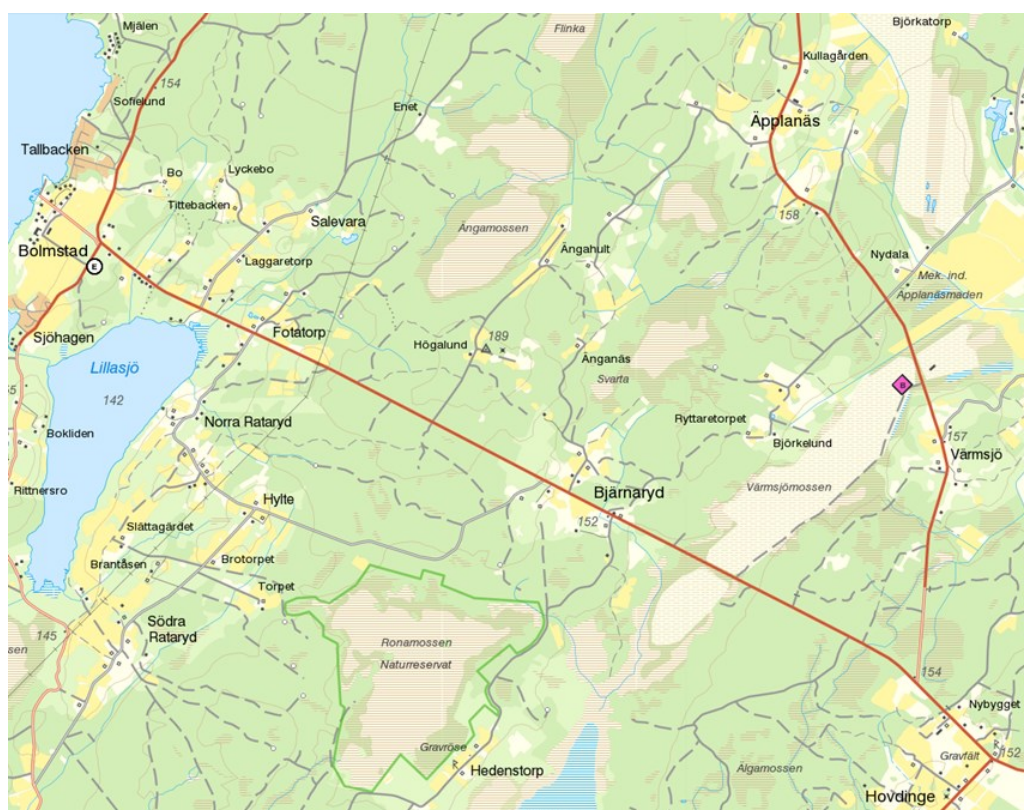 Mjälen
154
Sofielund
Tallbacken
Bo
Lyckebo
Tittebacken
Salevara
Bolmstad
E
Laggaretorp
Sjöhagen
Fotatorp
Lillasjö
142
Bokliden
Norra Rataryd
Rittnersro
Hylte
Slättagärdet
Brotorpet
Brantåsen
Torpet
Södra
Rataryd
145
Flinka
Enet
Ängamossen
Ängahult
189
Högalund
Änganäs
Svarta
Bjärnaryd
152
Ronamossen
Naturreservat
Gravröse
Hedenstorp
Björkatorp
Kullagården
Äpplanäs
158
Nydala
Mek. ind.
Äpplanäsmaden
B
Ryttaretorpet
Björkelund
157
Värmsjö
Värmsjömossen
154
Nybygget
Gravfält
152
Älgamossen
Hovdinge